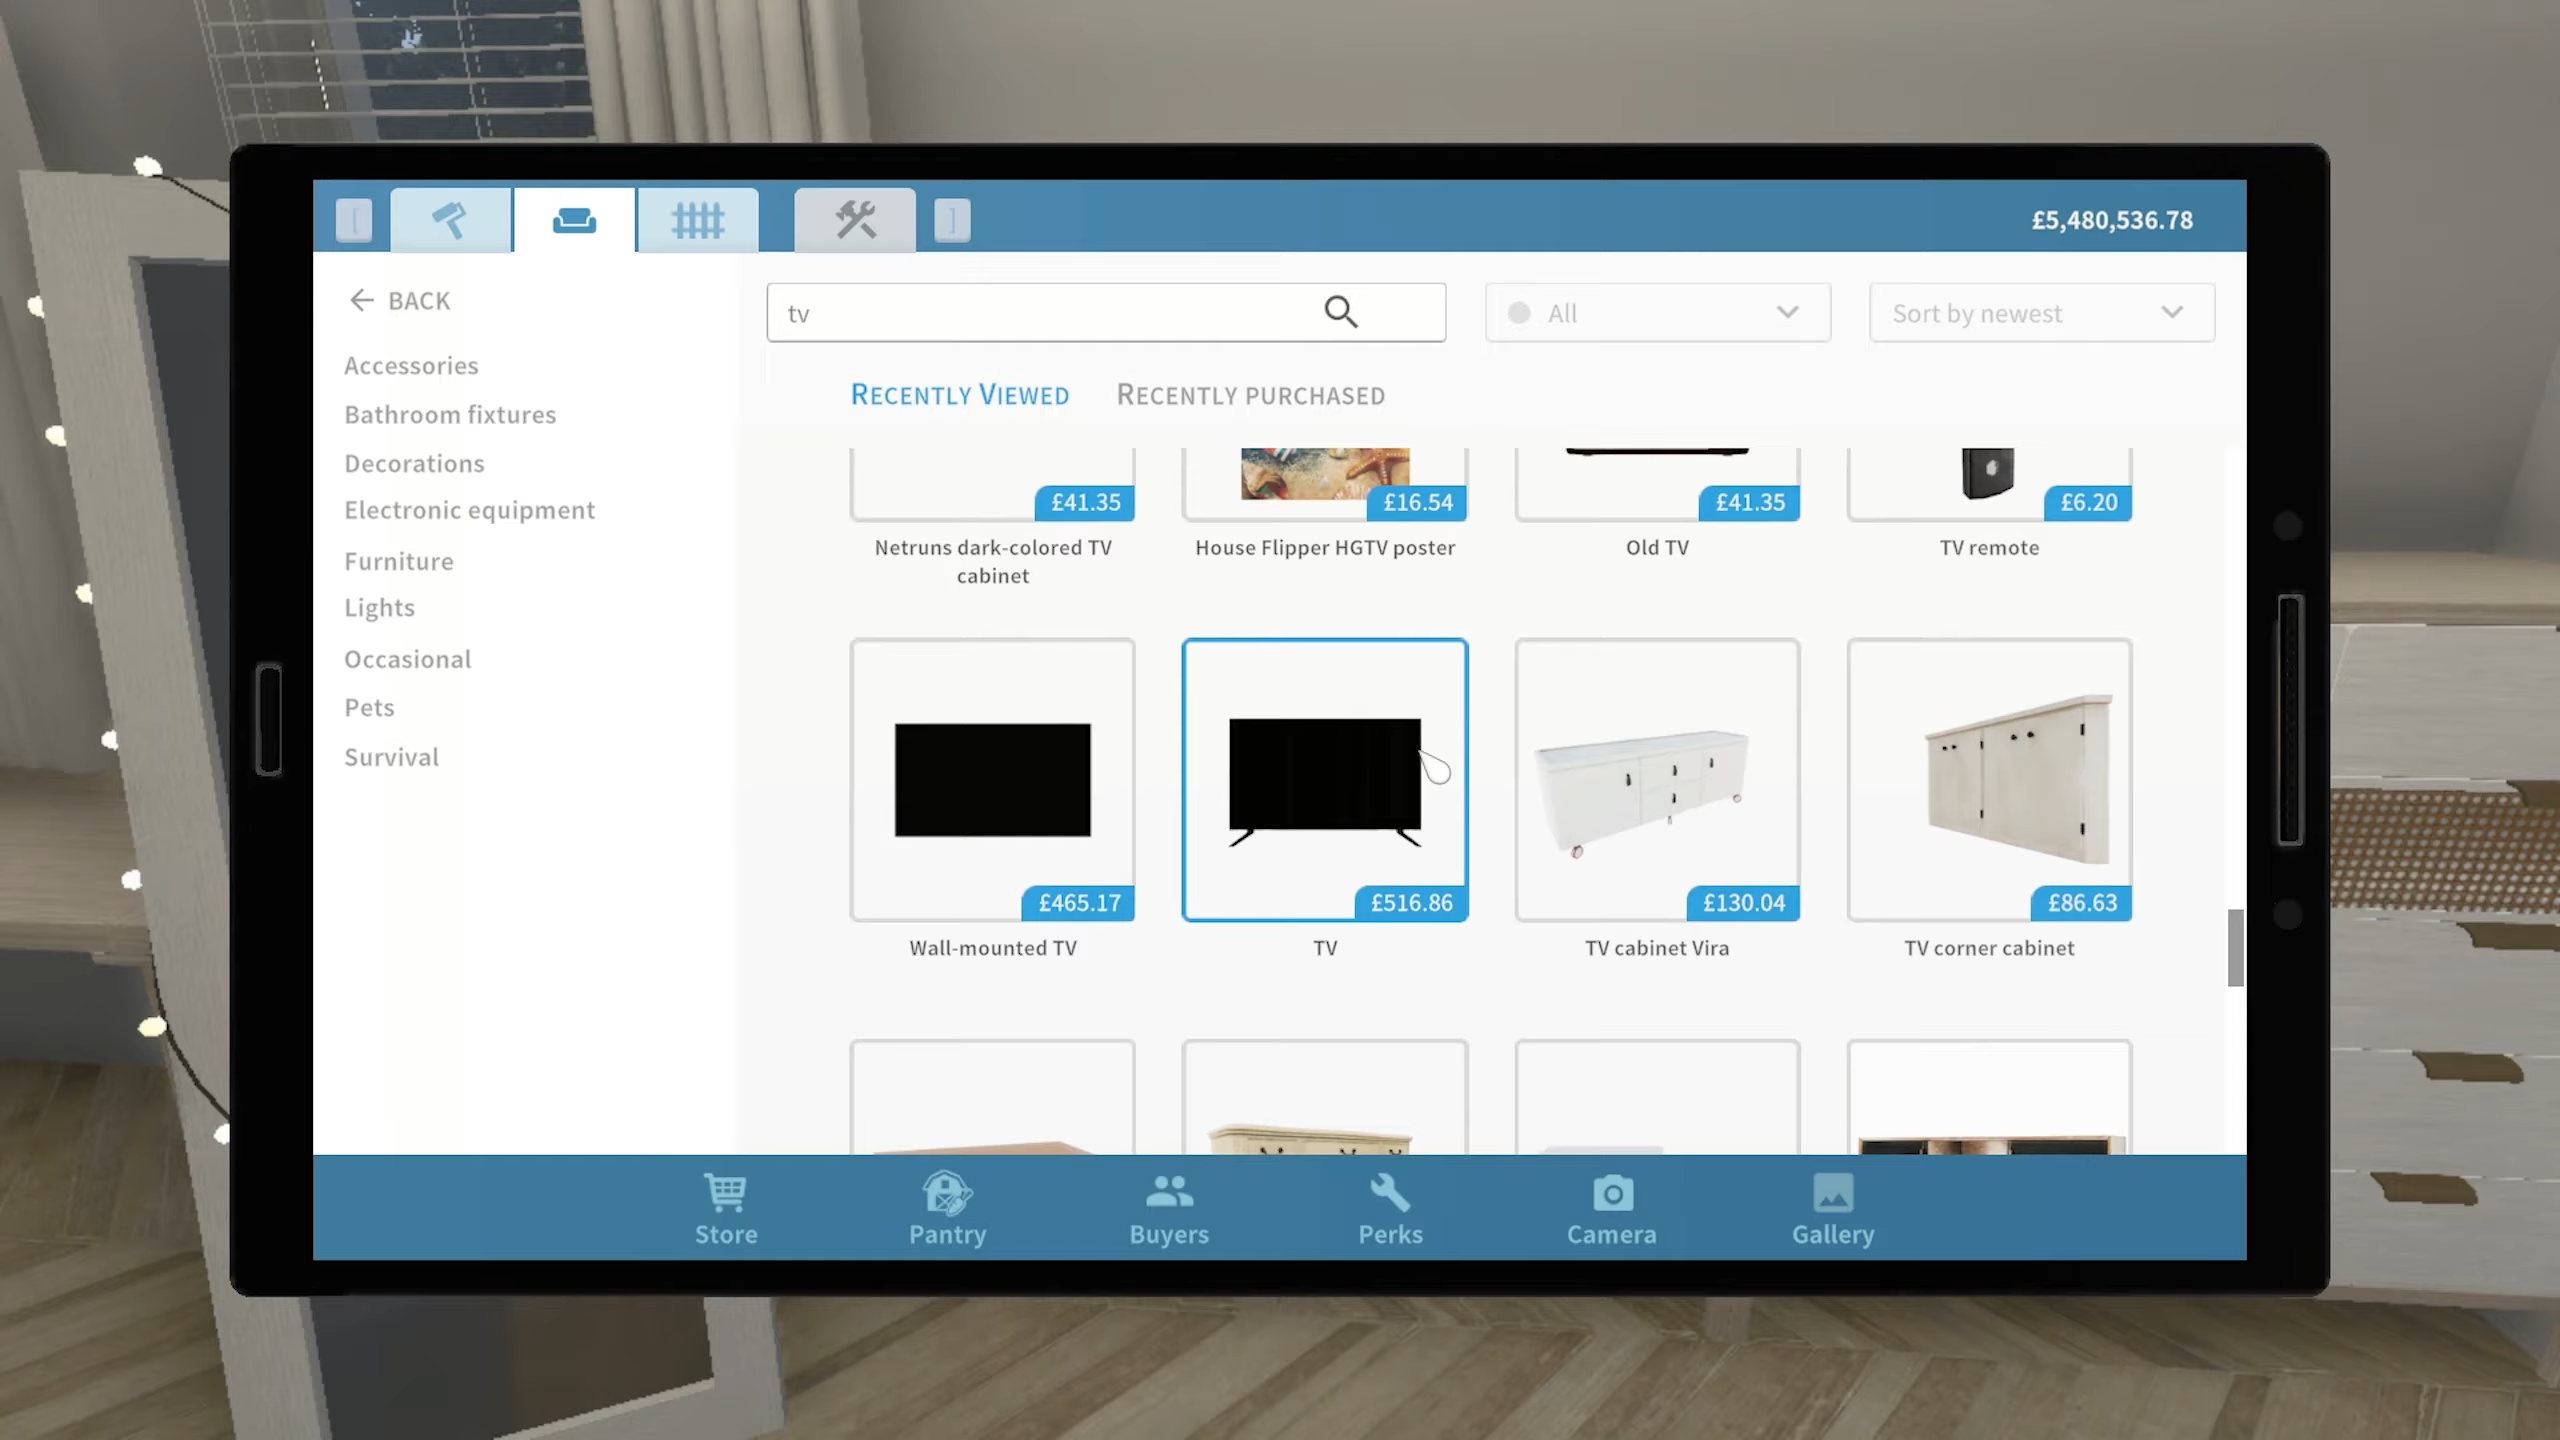 [
]
£5,480,536.78
BACK
tv
All
Sort by newest
Accessories
Bathroom fixtures
Decorations
Electronic equipment
Furniture
Lights
Occasional
Pets
Survival
RECENTLY VIEWED
RECENTLY PURCHASED
£41.35
£16.54
£41.35
£6.20
Netruns dark-colored TV
cabinet
House Flipper HGTV poster
Old TV
TV remote
£465.17
£516.86
£130.04
£86.63
Wall-mounted TV
TV
TV cabinet Vira
TV corner cabinet
Store
Pantry
Buyers
Perks
Camera
Gallery